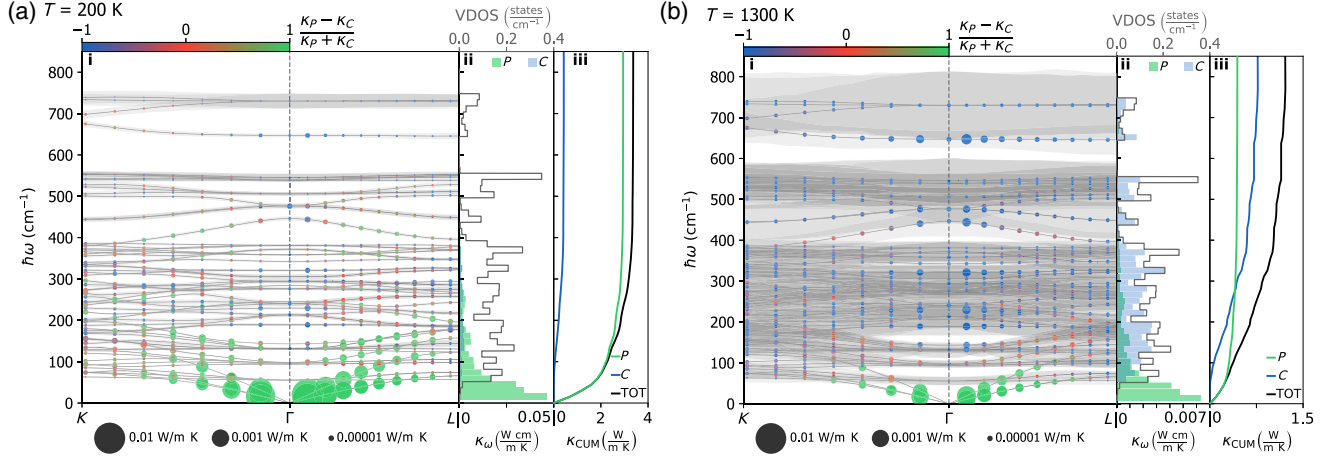 (a) T = 200 K
−1 0 1
κP − κC
κP + κC
VDOS (states/cm−1)
0.0 0.2 0.4
i ii iii
P C
800
700
600
500
400
300
200
100
0
ħω (cm−1)
P
C
TOT
K Γ L
0 0.05
2 4
κω (W cm/m K)
κCUM (W/m K)
0.01 W/m K 0.001 W/m K 0.00001 W/m K
(b) T = 1300 K
−1 0 1
κP − κC
κP + κC
VDOS (states/cm−1)
0.0 0.2 0.4
i ii iii
P C
800
700
600
500
400
300
200
100
0
ħω (cm−1)
P
C
TOT
K Γ L
0 0.007
1.5
κω (W cm/m K)
κCUM (W/m K)
0.01 W/m K 0.001 W/m K 0.00001 W/m K